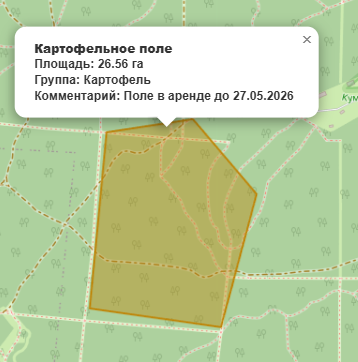 Картофельное поле
Площадь: 26.56 га
Группа: Картофель
Комментарий: Поле в аренде до 27.05.2026